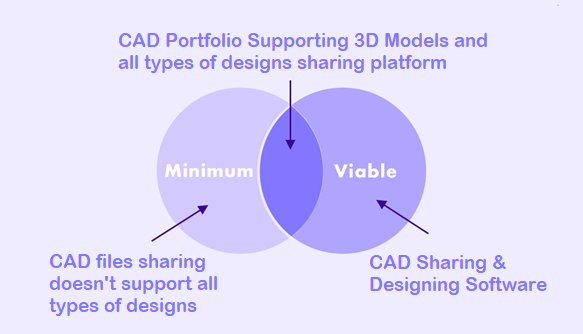 CAD Portfolio Supporting 3D Models and
all types of designs sharing platform
Minimum
Viable
CAD files sharing
doesn't support all
types of designs
CAD Sharing &
Designing Software